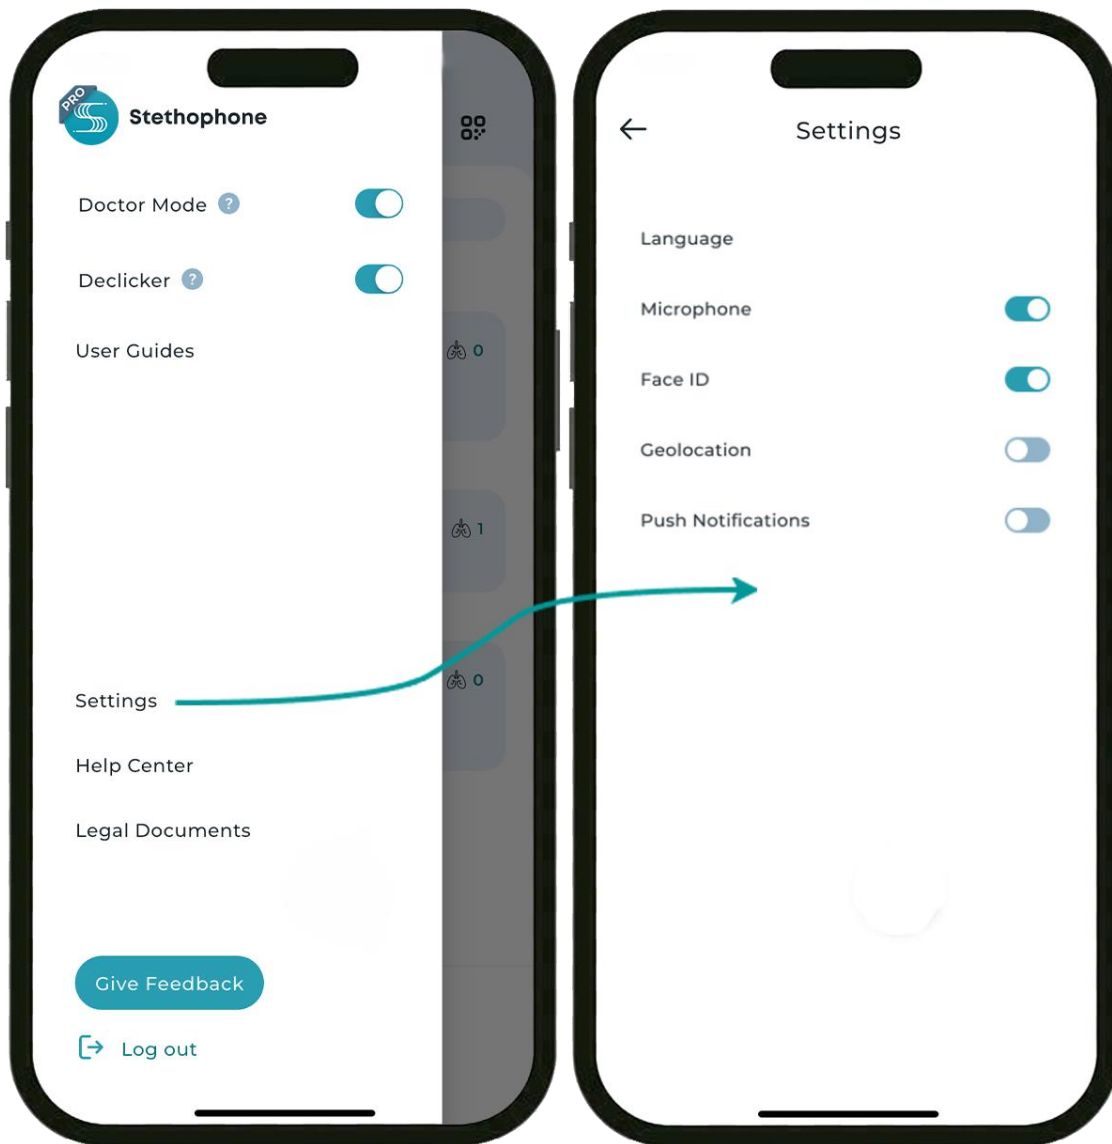 PRO
Stethophone
Doctor Mode ?
Declicker ?
User Guides
0
1
0
Settings
Help Center
Legal Documents
Give Feedback
Log out
Settings
Language
Microphone
Face ID
Geolocation
Push Notifications